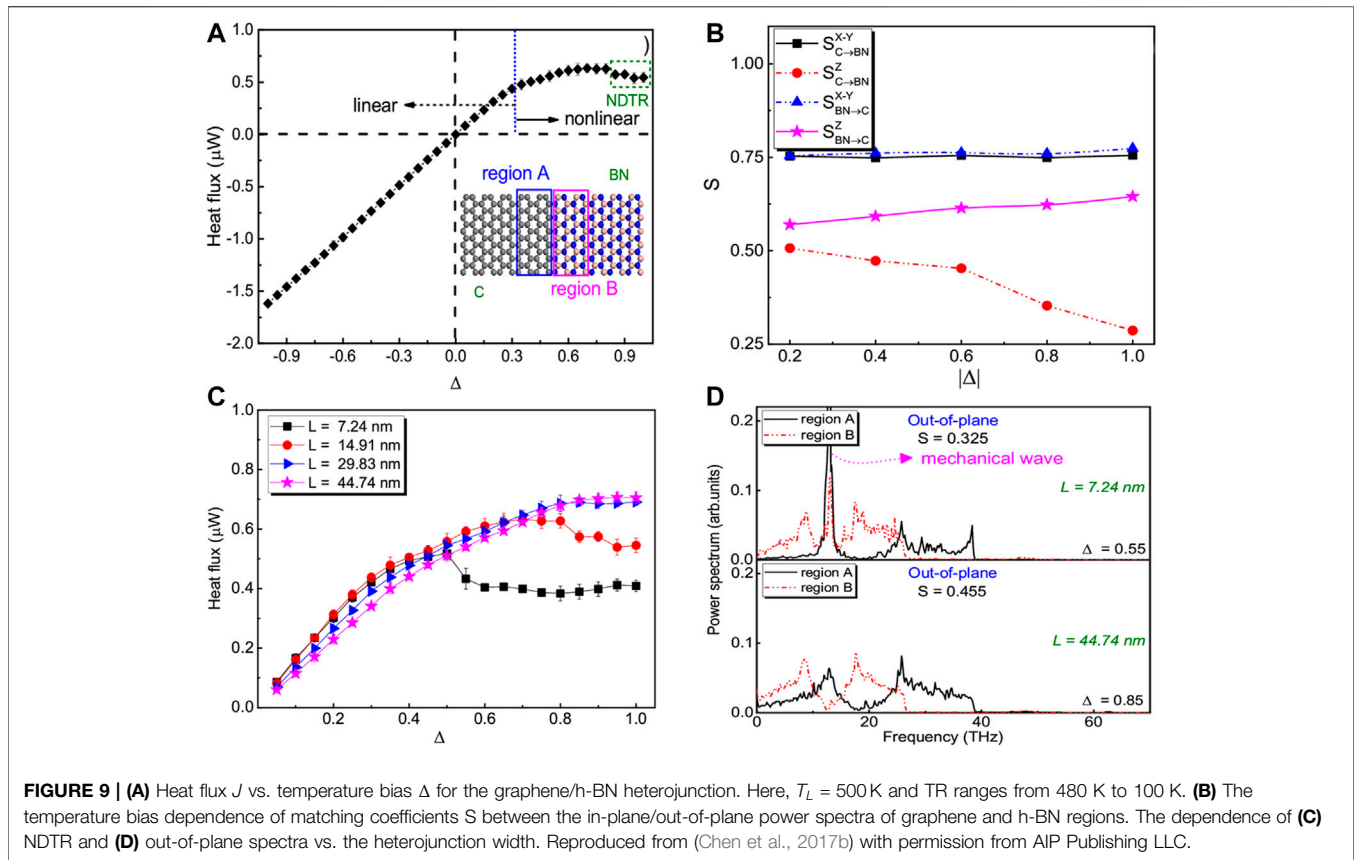 A
1.0
0.5
0.0
-0.5
-1.0
-1.5
-2.0
Heat flux (μW)
-0.9 -0.6 -0.3 0.0 0.3 0.6 0.9
Δ
)
NDTR
linear
nonlinear
region A
BN
C
region B
B
S X-Y C→BN
S Z C→BN
S X-Y BN→C
S Z BN→C
1.00
0.75
0.50
0.25
S
0.2 0.4 0.6 0.8 1.0
|Δ|
C
1.0
0.8
0.6
0.4
0.2
0.0
Heat flux (μW)
L = 7.24 nm
L = 14.91 nm
L = 29.83 nm
L = 44.74 nm
0.2 0.4 0.6 0.8 1.0
Δ
D
0.2
0.1
0.0
region A
region B
Out-of-plane
S = 0.325
mechanical wave
L = 7.24 nm
Δ = 0.55
Power spectrum (arb.units)
0.2
0.1
0.0
region A
region B
Out-of-plane
S = 0.455
L = 44.74 nm
Δ = 0.85
0 20 40 60
Frequency (THz)
FIGURE 9 | (A) Heat flux J vs. temperature bias Δ for the graphene/h-BN heterojunction. Here, T_L = 500 K and TR ranges from 480 K to 100 K. (B) The
temperature bias dependence of matching coefficients S between the in-plane/out-of-plane power spectra of graphene and h-BN regions. The dependence of (C)
NDTR and (D) out-of-plane spectra vs. the heterojunction width. Reproduced from (Chen et al., 2017b) with permission from AIP Publishing LLC.